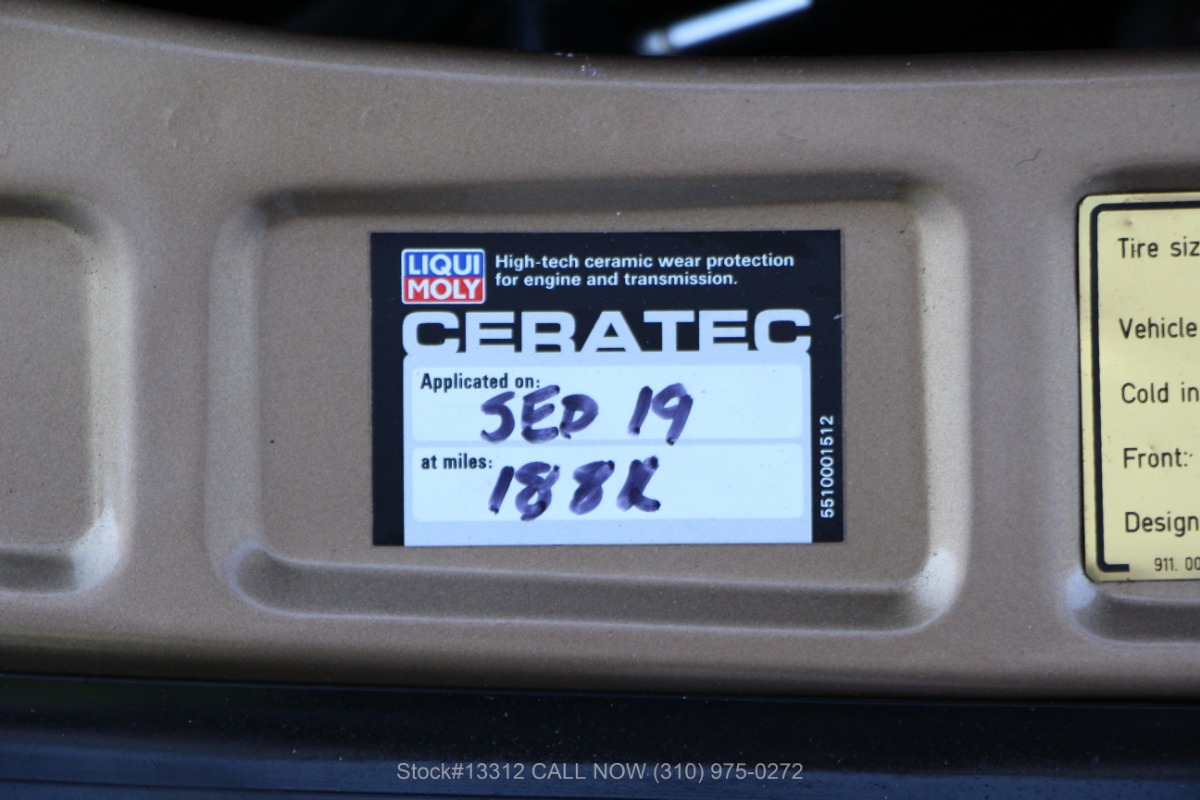 LIQUI
MOLY
High-tech ceramic wear protection
for engine and transmission.
CERATEC
Applicated on:
SEP 19
at miles:
188K
5510001512
Tire siz
Vehicle
Cold in
Front:
Design
911. 00
Stock#13312 CALL NOW (310) 975-0272